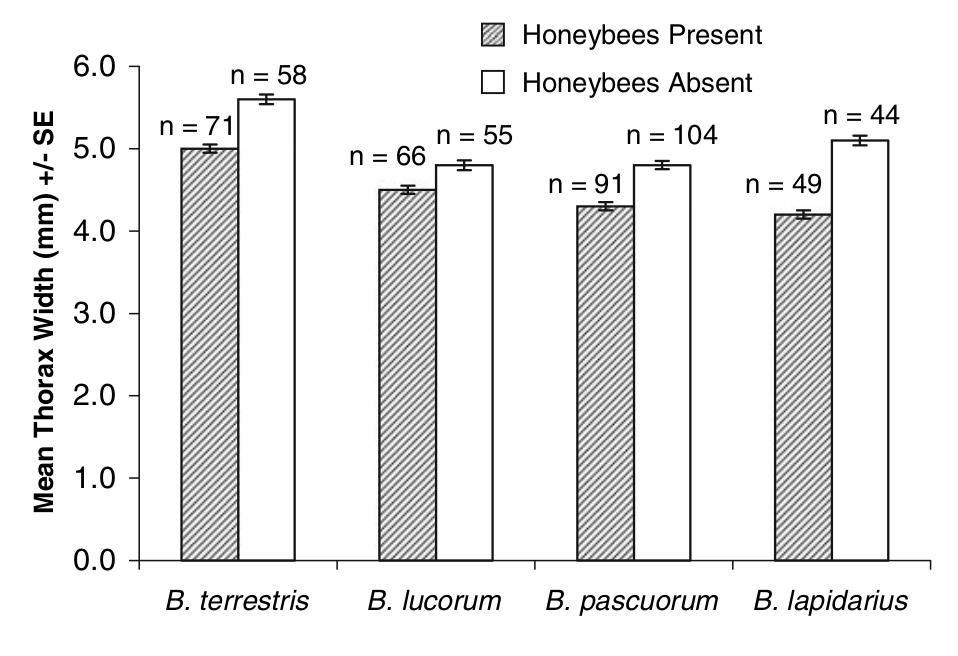 Honeybees Present
Honeybees Absent
Mean Thorax Width (mm) +/- SE
6.0
5.0
4.0
3.0
2.0
1.0
0.0
n = 71
n = 58
n = 66
n = 55
n = 91
n = 104
n = 49
n = 44
B. terrestris
B. lucorum
B. pascuorum
B. lapidarius